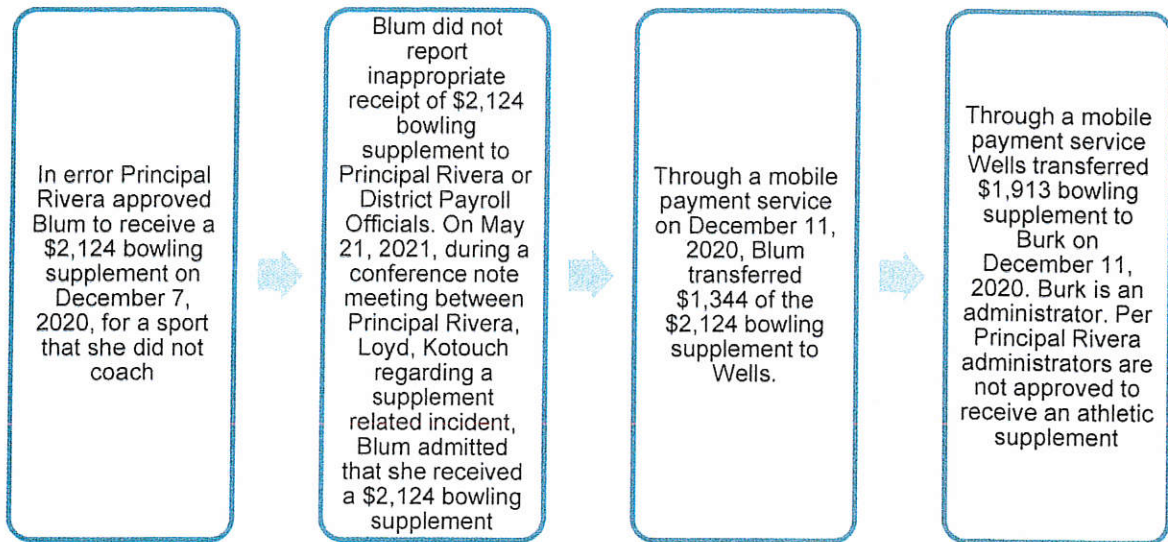 In error Principal
Rivera approved
Blum to receive a
$2,124 bowling
supplement on
December 7,
2020, for a sport
that she did not
coach
Blum did not
report
inappropriate
receipt of $2,124
bowling
supplement to
Principal Rivera or
District Payroll
Officials. On May
21, 2021, during a
conference note
meeting between
Principal Rivera,
Loyd, Kotouch
regarding a
supplement
related incident,
Blum admitted
that she received
a $2,124 bowling
supplement
Through a mobile
payment service
on December 11,
2020, Blum
transferred
$1,344 of the
$2,124 bowling
supplement to
Wells.
Through a mobile
payment service
Wells transferred
$1,913 bowling
supplement to
Burk on
December 11,
2020. Burk is an
administrator. Per
Principal Rivera
administrators are
not approved to
receive an athletic
supplement